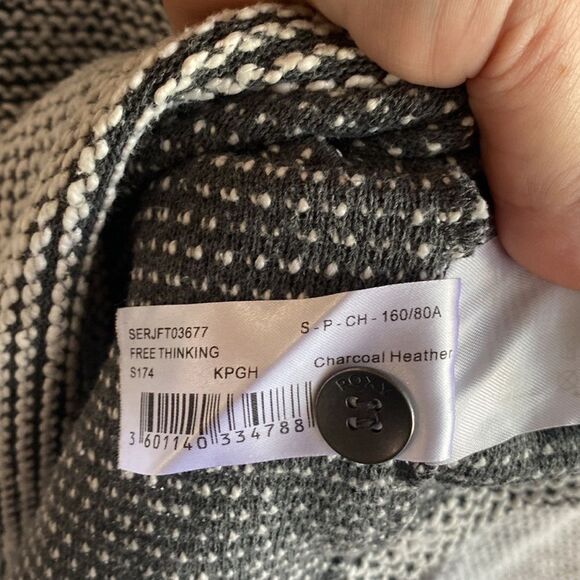 SERJFT03677
S - P - CH - 160/80A
FREE THINKING
S174
KPGH
Charcoal Heather
3 601140 334788
ROXY